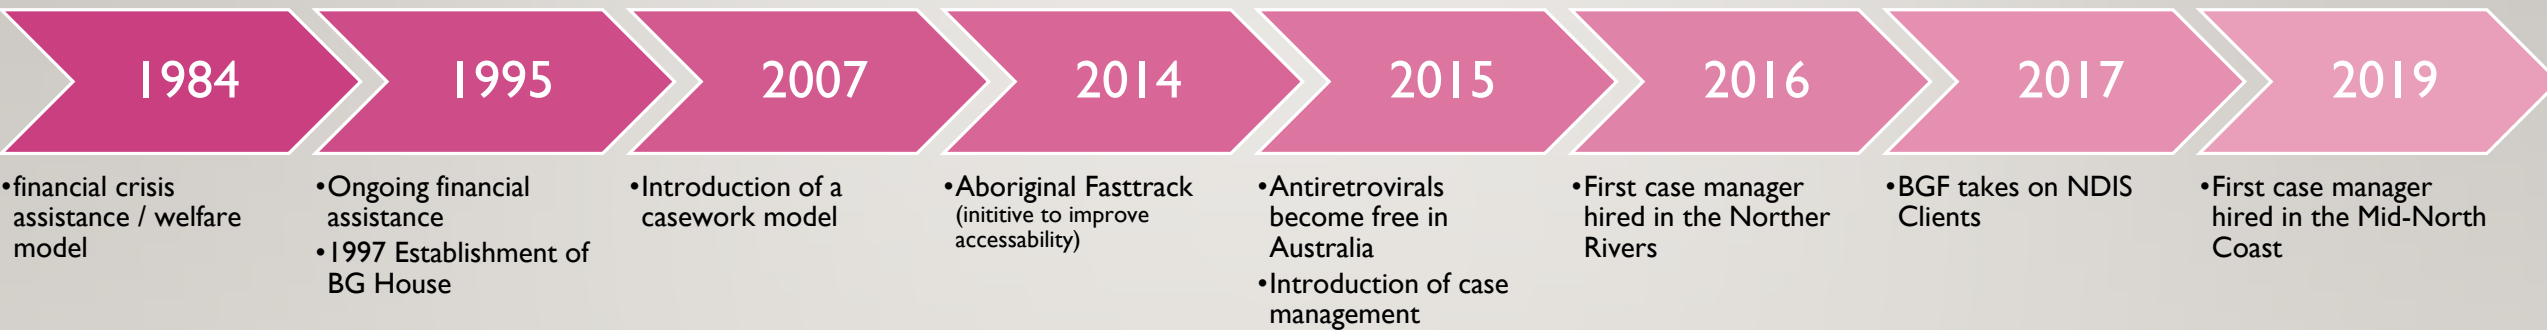 1984
•financial crisis
assistance / welfare
model
1995
•Ongoing financial
assistance
•1997 Establishment of
BG House
2007
•Introduction of a
casework model
2014
•Aboriginal Fasttrack
(inititive to improve
accessability)
2015
•Antiretrovirals
become free in
Australia
•Introduction of case
management
2016
•First case manager
hired in the Norther
Rivers
2017
•BGF takes on NDIS
Clients
2019
•First case manager
hired in the Mid-North
Coast